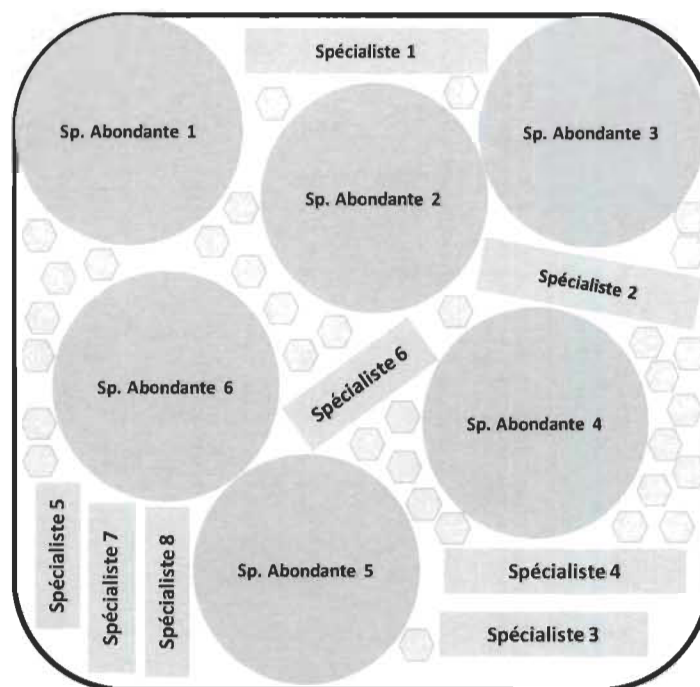 Spécialiste 1
Sp. Abondante 1
Sp. Abondante 3
Sp. Abondante 2
Spécialiste 2
Spécialiste 6
Sp. Abondante 6
Sp. Abondante 4
Spécialiste 5
Spécialiste 7
Spécialiste 8
Sp. Abondante 5
Spécialiste 4
Spécialiste 3